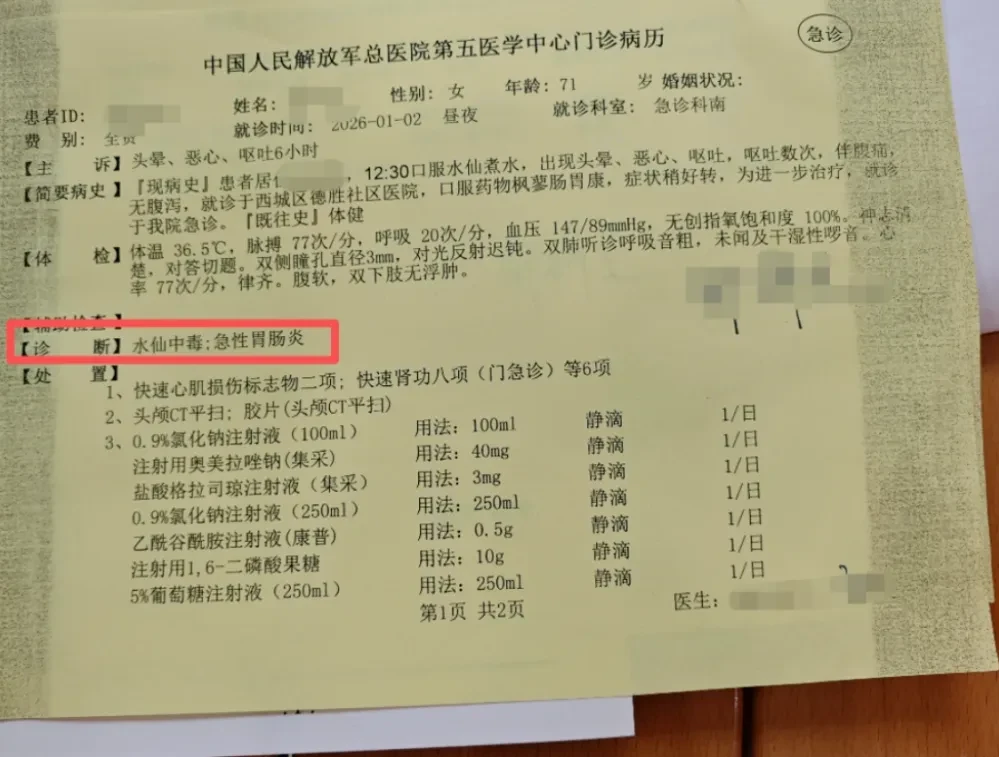 急诊
中国人民解放军总医院第五医学中心门诊病历
患者ID: 姓名: 性别: 女 年龄: 71 岁 婚姻状况:
费 别: 全费 就诊时间: 2026-01-02 昼夜 就诊科室: 急诊科南
【主 诉】头晕、恶心、呕吐6小时
【简要病史】『现病史』患者居 , 12:30口服水仙煮水，出现头晕、恶心、呕吐，呕吐数次，伴腹痛，
无腹泻，就诊于西城区德胜社区医院，口服药物枫蓼肠胃康，症状稍好转，为进一步治疗，就诊
于我院急诊。『既往史』体健
【体 检】体温 36.5℃，脉搏 77次/分，呼吸 20次/分，血压 147/89mmHg，无创指氧饱和度 100%。神志清
楚，对答切题。双侧瞳孔直径3mm，对光反射迟钝。双肺听诊呼吸音粗，未闻及干湿性啰音。心
率 77次/分，律齐。腹软，双下肢无浮肿。
【辅助检查】
【诊 断】水仙中毒;急性胃肠炎
【处 置】
1、快速心肌损伤标志物二项; 快速肾功八项（门急诊）等6项
2、头颅CT平扫; 胶片(头颅CT平扫)
3、0.9%氯化钠注射液（100ml） 用法: 100ml 静滴 1/日
注射用奥美拉唑钠(集采) 用法: 40mg 静滴 1/日
盐酸格拉司琼注射液（集采） 用法: 3mg 静滴 1/日
0.9%氯化钠注射液（250ml） 用法: 250ml 静滴 1/日
乙酰谷酰胺注射液(康普) 用法: 0.5g 静滴 1/日
注射用1,6-二磷酸果糖 用法: 10g 静滴 1/日
5%葡萄糖注射液（250ml） 用法: 250ml 静滴 1/日
第1页 共2页 医生: